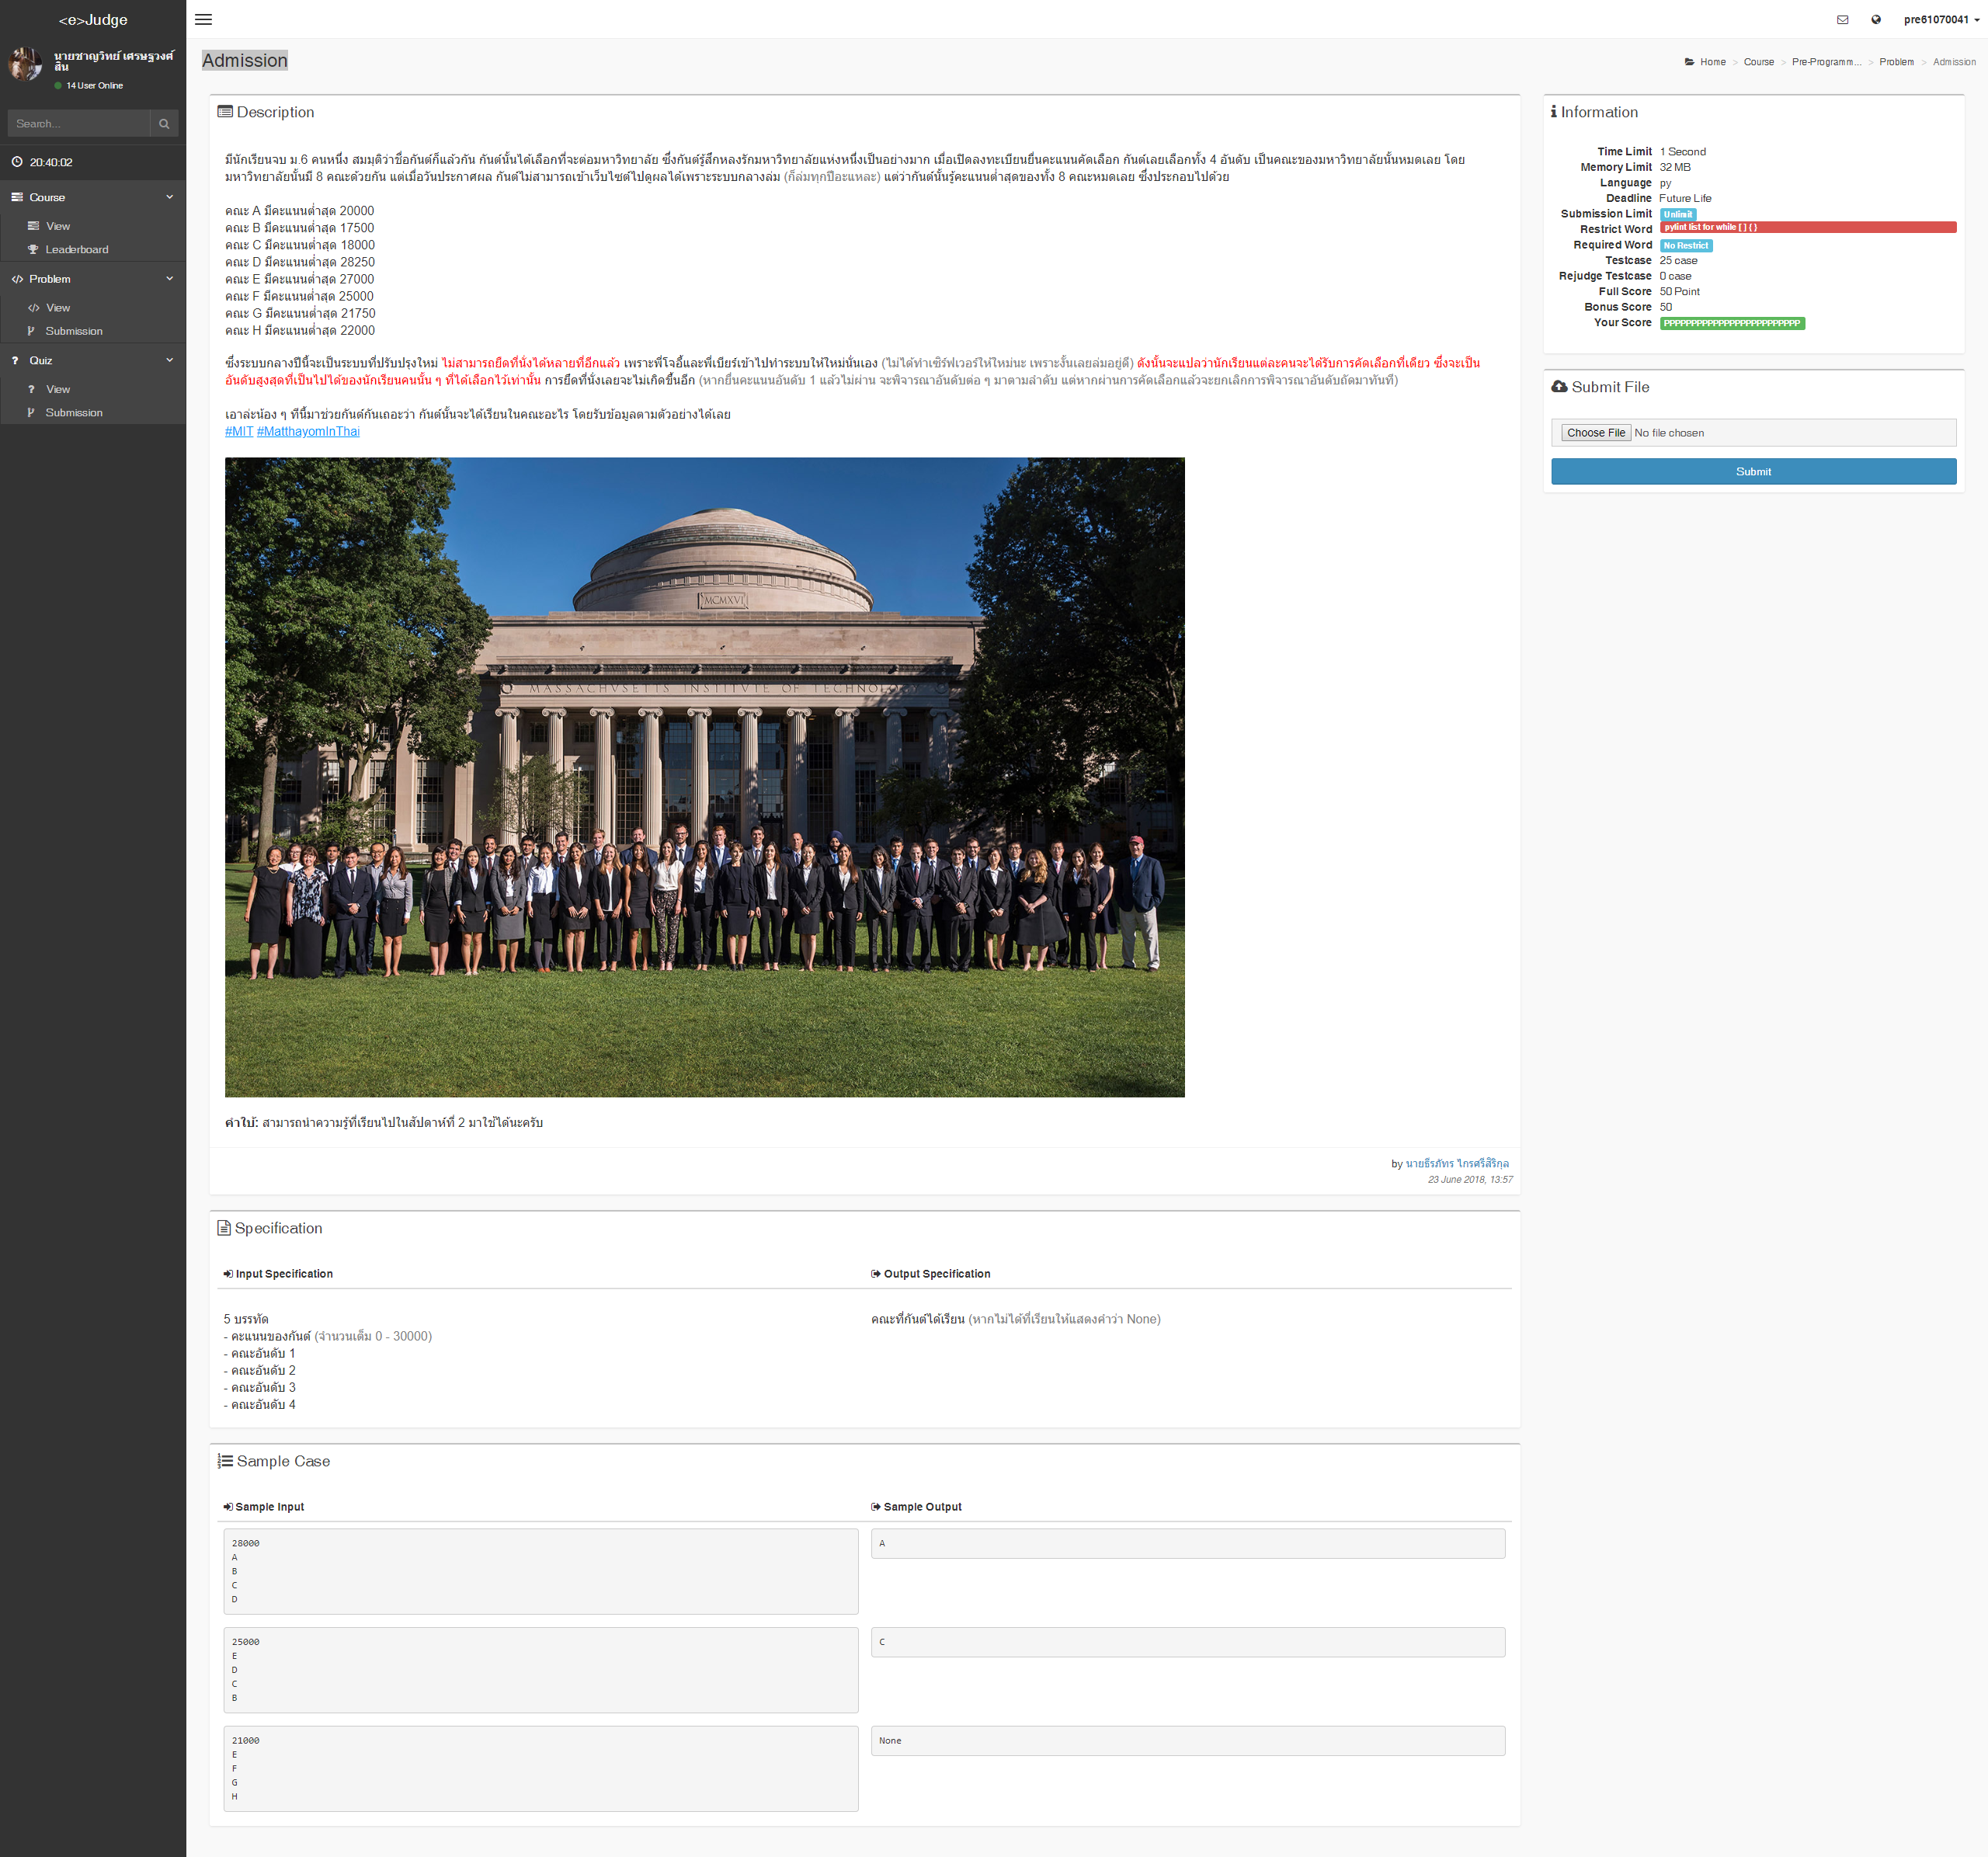 <e>Judge
pre61070041
นายชาญวิทย์ เศรษฐวงศ์
สิน
14 User Online
Search...
20:40:02
Course
View
Leaderboard
Problem
View
Submission
Quiz
View
Submission
Admission
Home > Course > Pre-Programm... > Problem > Admission
Description
มีนักเรียนจบ ม.6 คนหนึ่ง สมมุติว่าชื่อกันต์ก็แล้วกัน กันต์นั้นได้เลือกที่จะต่อมหาวิทยาลัย ซึ่งกันต์รู้สึกหลงรักมหาวิทยาลัยแห่งหนึ่งเป็นอย่างมาก เมื่อเปิดลงทะเบียนยื่นคะแนนคัดเลือก กันต์เลยเลือกทั้ง 4 อันดับ เป็นคณะของมหาวิทยาลัยนั้นหมดเลย โดย
มหาวิทยาลัยนั้นมี 8 คณะด้วยกัน แต่เมื่อวันประกาศผล กันต์ไม่สามารถเข้าเว็บไซต์ไปดูผลได้เพราะระบบกลางล่ม (ก็ล่มทุกปีอะแหละ) แต่ว่ากันต์นั้นรู้คะแนนต่ำสุดของทั้ง 8 คณะหมดเลย ซึ่งประกอบไปด้วย
คณะ A มีคะแนนต่ำสุด 20000
คณะ B มีคะแนนต่ำสุด 17500
คณะ C มีคะแนนต่ำสุด 18000
คณะ D มีคะแนนต่ำสุด 28250
คณะ E มีคะแนนต่ำสุด 27000
คณะ F มีคะแนนต่ำสุด 25000
คณะ G มีคะแนนต่ำสุด 21750
คณะ H มีคะแนนต่ำสุด 22000
ซึ่งระบบกลางปีนี้จะเป็นระบบที่ปรับปรุงใหม่ ไม่สามารถยึดที่นั่งได้หลายที่อีกแล้ว เพราะพี่โจอี้และพี่เบียร์เข้าไปทำระบบให้ใหม่นั่นเอง (ไม่ได้ทำเซิร์ฟเวอร์ให้ใหม่นะ เพราะงั้นเลยล่มอยู่ดี) ดังนั้นจะแปลว่านักเรียนแต่ละคนจะได้รับการคัดเลือกที่เดียว ซึ่งจะเป็น
อันดับสูงสุดที่เป็นไปได้ของนักเรียนคนนั้น ๆ ที่ได้เลือกไว้เท่านั้น การยึดที่นั่งเลยจะไม่เกิดขึ้นอีก (หากยื่นคะแนนอันดับ 1 แล้วไม่ผ่าน จะพิจารณาอันดับต่อ ๆ มาตามลำดับ แต่หากผ่านการคัดเลือกแล้วจะยกเลิกการพิจารณาอันดับถัดมาทันที)
เอาล่ะน้อง ๆ ทีนี้มาช่วยกันต์กันเถอะว่า กันต์นั้นจะได้เรียนในคณะอะไร โดยรับข้อมูลตามตัวอย่างได้เลย
#MIT #MatthayomInThai
MCMXVI
MASSACHVSETTS INSTITVTE OF TECHNOLOGY
คำใบ้: สามารถนำความรู้ที่เรียนไปในสัปดาห์ที่ 2 มาใช้ได้นะครับ
by นายธีรภัทร ไกรศรีสิริกุล
23 June 2018, 13:57
Specification
Input Specification
5 บรรทัด
- คะแนนของกันต์ (จำนวนเต็ม 0 - 30000)
- คณะอันดับ 1
- คณะอันดับ 2
- คณะอันดับ 3
- คณะอันดับ 4
Output Specification
คณะที่กันต์ได้เรียน (หากไม่ได้ที่เรียนให้แสดงคำว่า None)
Sample Case
Sample Input
Sample Output
28000
A
B
C
D
A
25000
E
D
C
B
C
21000
E
F
G
H
None
Information
Time Limit 1 Second
Memory Limit 32 MB
Language py
Deadline Future Life
Submission Limit Unlimit
Restrict Word pylint list for while [ ] { }
Required Word No Restrict
Testcase 25 case
Rejudge Testcase 0 case
Full Score 50 Point
Bonus Score 50
Your Score PPPPPPPPPPPPPPPPPPPPPPPPP
Submit File
Choose File No file chosen
Submit